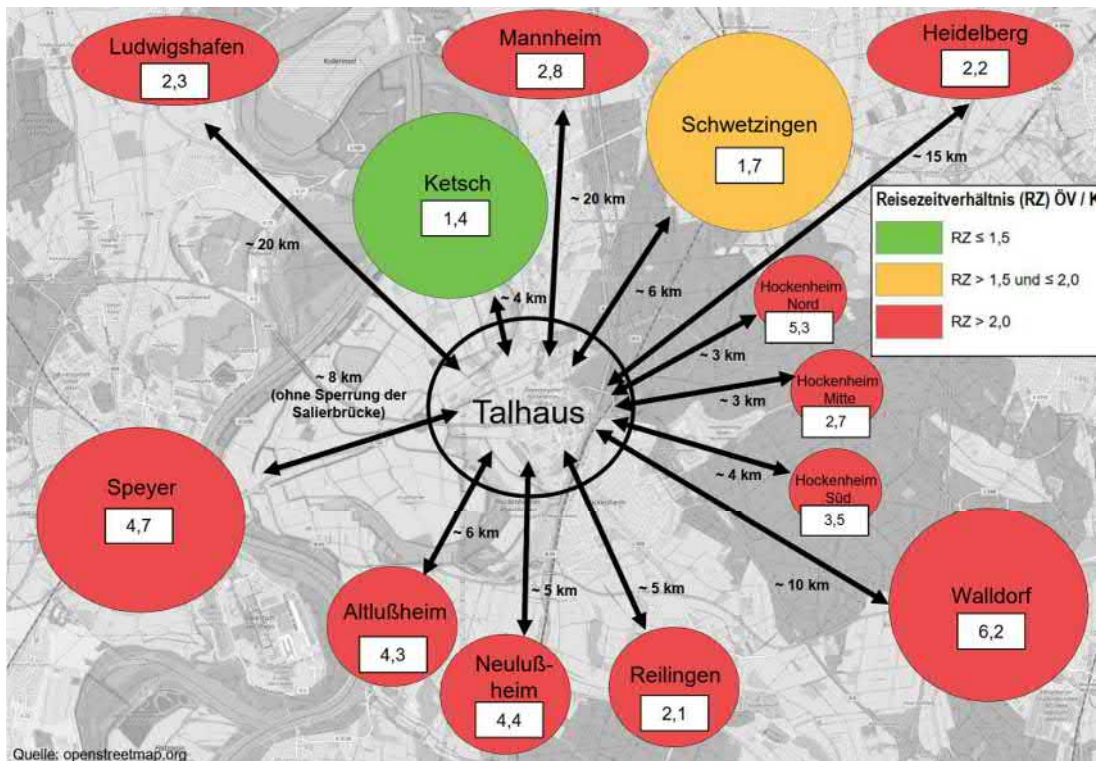 Ludwigshafen
2,3
Mannheim
2,8
Heidelberg
2,2
Schwetzingen
1,7
Ketsch
1,4
~ 20 km
~ 20 km
~ 15 km
~ 4 km
~ 6 km
Reisezeitverhältnis (RZ) ÖV / K
RZ ≤ 1,5
RZ > 1,5 und ≤ 2,0
RZ > 2,0
Hockenheim
Nord
5,3
~ 3 km
Hockenheim
Mitte
2,7
~ 3 km
~ 8 km
(ohne Sperrung der
Salierbrücke)
Talhaus
Hockenheim
Süd
3,5
~ 4 km
Speyer
4,7
~ 6 km
~ 5 km
~ 5 km
~ 10 km
Altlußheim
4,3
Neuluß-
heim
4,4
Reilingen
2,1
Walldorf
6,2
Quelle: openstreetmap.org